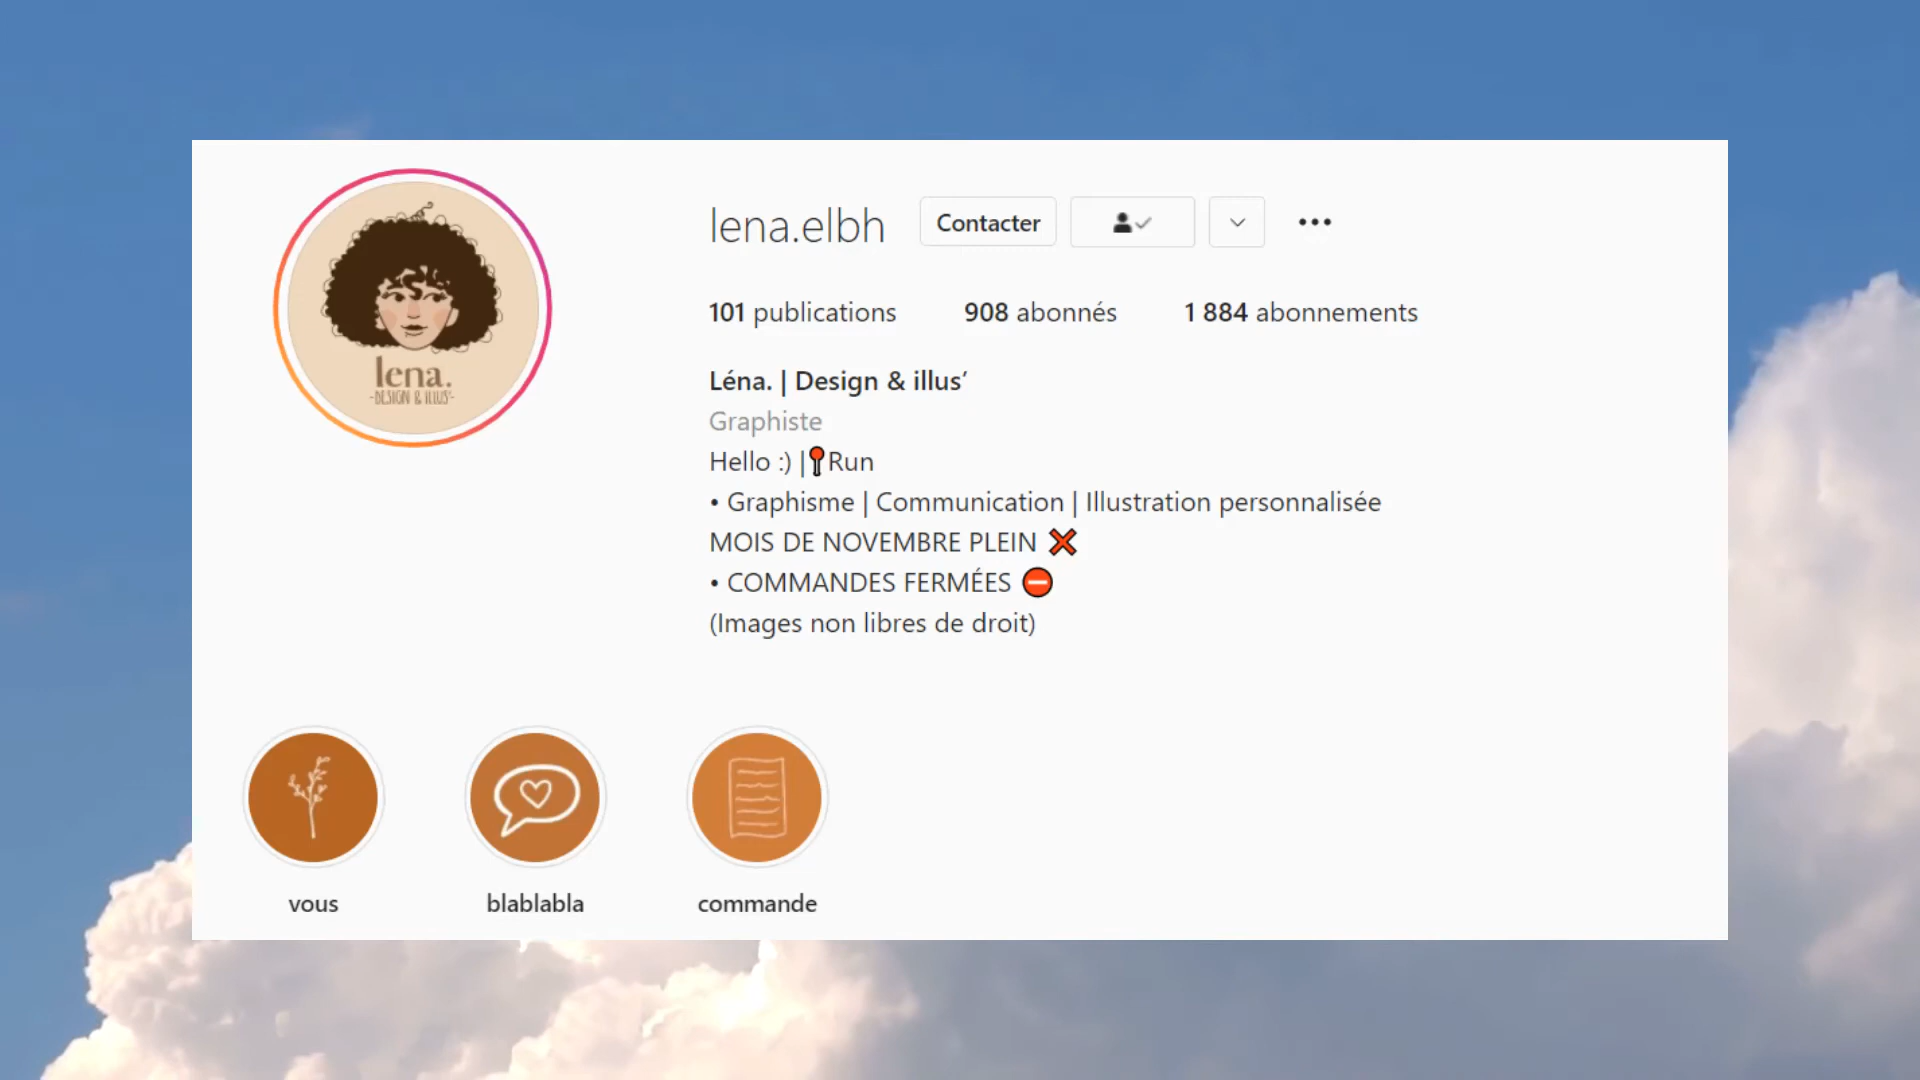 lena.elbh Contacter
101 publications 908 abonnés 1 884 abonnements
Léna. | Design & illus’
Graphiste
Hello :) |📍Run
• Graphisme | Communication | Illustration personnalisée
MOIS DE NOVEMBRE PLEIN ❌
• COMMANDES FERMÉES ⛔
(Images non libres de droit)
lena.
-DESIGN & ILLUS'-
vous blablabla commande